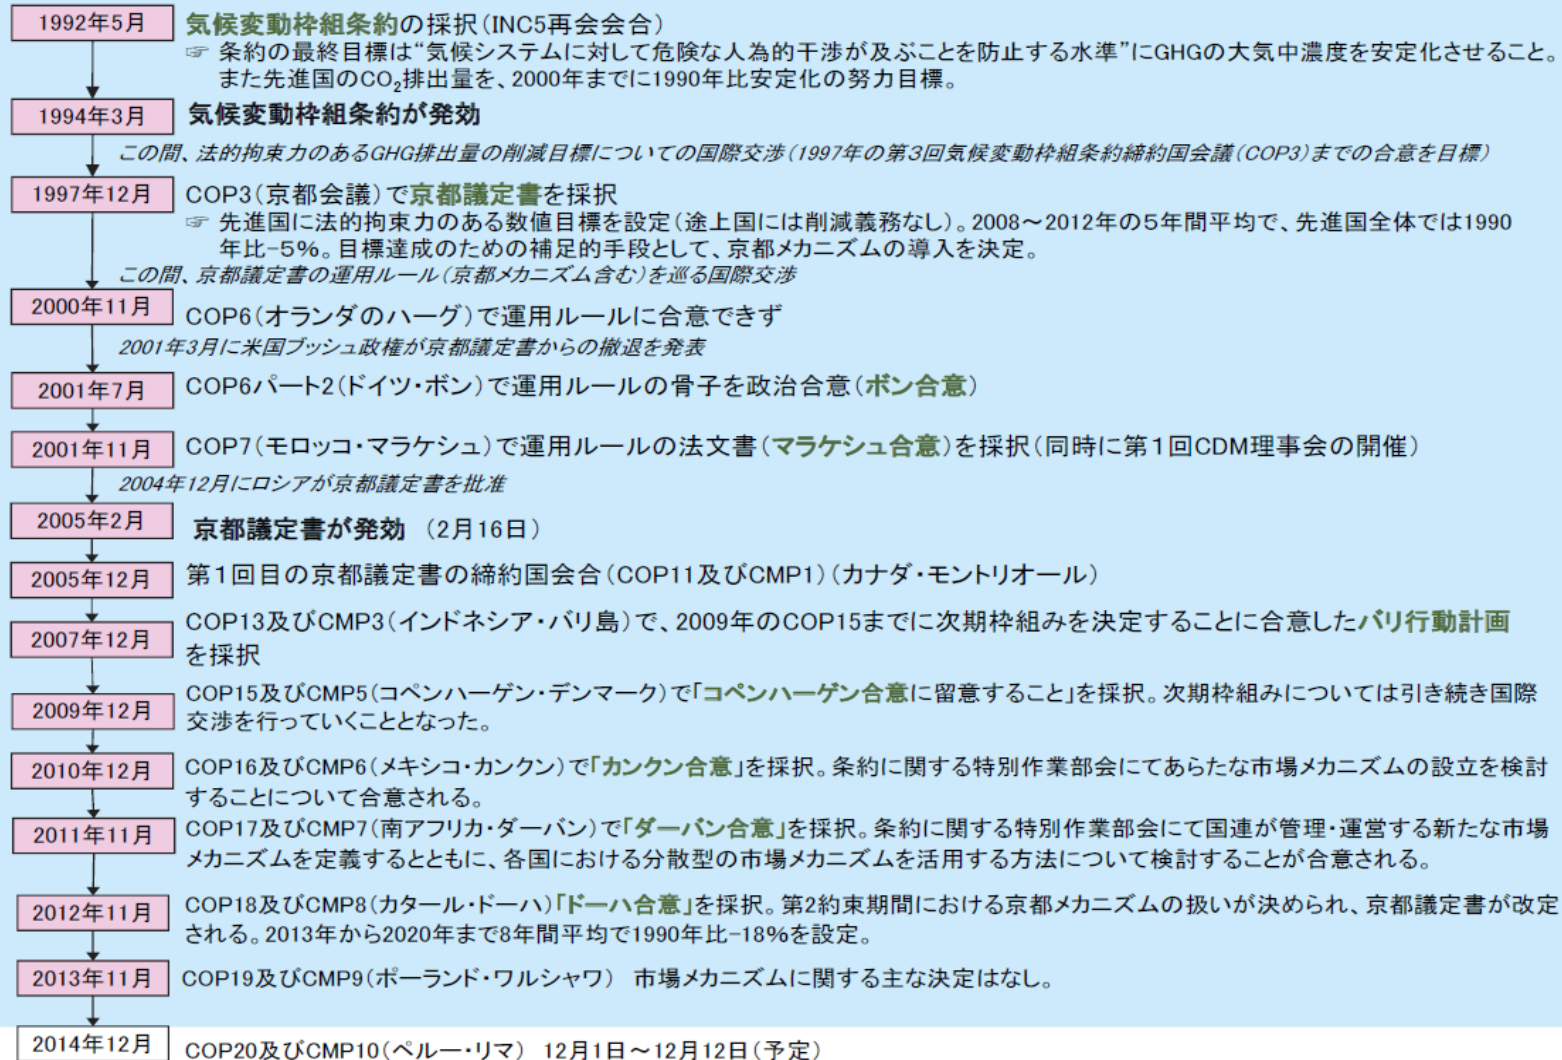 1992年5月
気候変動枠組条約の採択（INC5再会会合）
☞ 条約の最終目標は“気候システムに対して危険な人為的干渉が及ぶことを防止する水準”にGHGの大気中濃度を安定化させること。
また先進国のCO₂排出量を、2000年までに1990年比安定化の努力目標。
1994年3月
気候変動枠組条約が発効
この間、法的拘束力のあるGHG排出量の削減目標についての国際交渉（1997年の第３回気候変動枠組条約締約国会議（COP3）までの合意を目標）
1997年12月
COP3（京都会議）で京都議定書を採択
☞ 先進国に法的拘束力のある数値目標を設定（途上国には削減義務なし）。2008～2012年の５年間平均で、先進国全体では1990
年比-５%。目標達成のための補足的手段として、京都メカニズムの導入を決定。
この間、京都議定書の運用ルール（京都メカニズム含む）を巡る国際交渉
2000年11月
COP6（オランダのハーグ）で運用ルールに合意できず
2001年3月に米国ブッシュ政権が京都議定書からの撤退を発表
2001年7月
COP6パート2（ドイツ・ボン）で運用ルールの骨子を政治合意（ボン合意）
2001年11月
COP7（モロッコ・マラケシュ）で運用ルールの法文書（マラケシュ合意）を採択（同時に第１回CDM理事会の開催）
2004年12月にロシアが京都議定書を批准
2005年2月
京都議定書が発効 （2月16日）
2005年12月
第１回目の京都議定書の締約国会合（COP11及びCMP1）（カナダ・モントリオール）
2007年12月
COP13及びCMP3（インドネシア・バリ島）で、2009年のCOP15までに次期枠組みを決定することに合意したバリ行動計画
を採択
2009年12月
COP15及びCMP5（コペンハーゲン・デンマーク）で「コペンハーゲン合意に留意すること」を採択。次期枠組みについては引き続き国際
交渉を行っていくこととなった。
2010年12月
COP16及びCMP6（メキシコ・カンクン）で「カンクン合意」を採択。条約に関する特別作業部会にてあらたな市場メカニズムの設立を検討
することについて合意される。
2011年11月
COP17及びCMP7（南アフリカ・ダーバン）で「ダーバン合意」を採択。条約に関する特別作業部会にて国連が管理・運営する新たな市場
メカニズムを定義するとともに、各国における分散型の市場メカニズムを活用する方法について検討することが合意される。
2012年11月
COP18及びCMP8（カタール・ドーハ）「ドーハ合意」を採択。第2約束期間における京都メカニズムの扱いが決められ、京都議定書が改定
される。2013年から2020年まで8年間平均で1990年比-18%を設定。
2013年11月
COP19及びCMP9（ポーランド・ワルシャワ） 市場メカニズムに関する主な決定はなし。
2014年12月
COP20及びCMP10（ペルー・リマ） 12月1日～12月12日（予定）